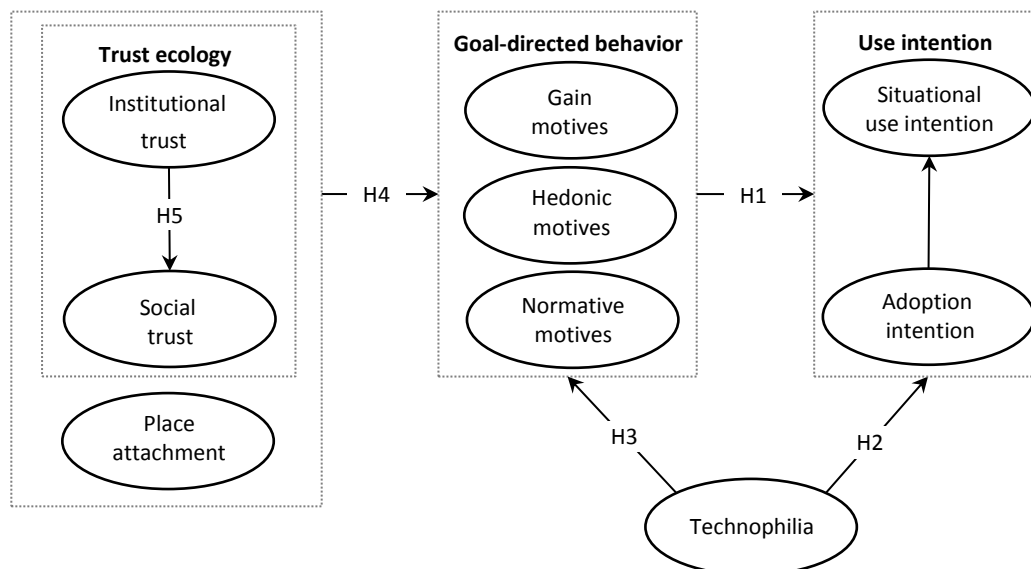 Trust ecology
Institutional
trust
H5
Social
trust
Place
attachment
H4
Goal-directed behavior
Gain
motives
Hedonic
motives
Normative
motives
H1
Use intention
Situational
use intention
Adoption
intention
H3
H2
Technophilia